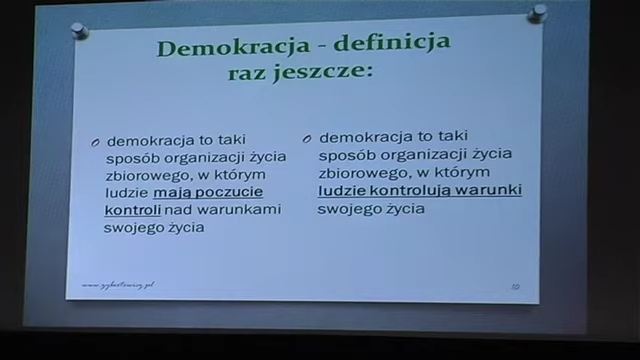 Demokracja - definicja
raz jeszcze:
demokracja to taki
sposób organizacji życia
zbiorowego, w którym
ludzie mają poczucie
kontroli nad warunkami
swojego życia
demokracja to taki
sposób organizacji życia
zbiorowego, w którym
ludzie kontrolują warunki
swojego życia
10